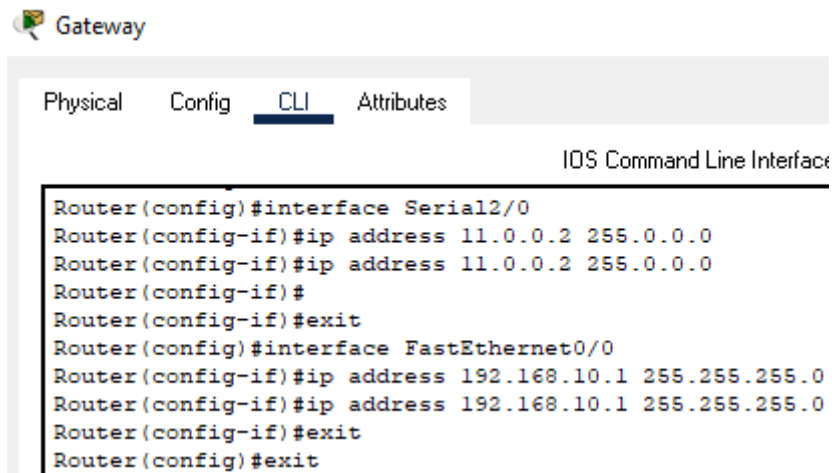 Gateway
Physical Config CLI Attributes
IOS Command Line Interface
Router(config)#interface Serial2/0
Router(config-if)#ip address 11.0.0.2 255.0.0.0
Router(config-if)#ip address 11.0.0.2 255.0.0.0
Router(config-if)#
Router(config-if)#exit
Router(config)#interface FastEthernet0/0
Router(config-if)#ip address 192.168.10.1 255.255.255.0
Router(config-if)#ip address 192.168.10.1 255.255.255.0
Router(config-if)#exit
Router(config)#exit